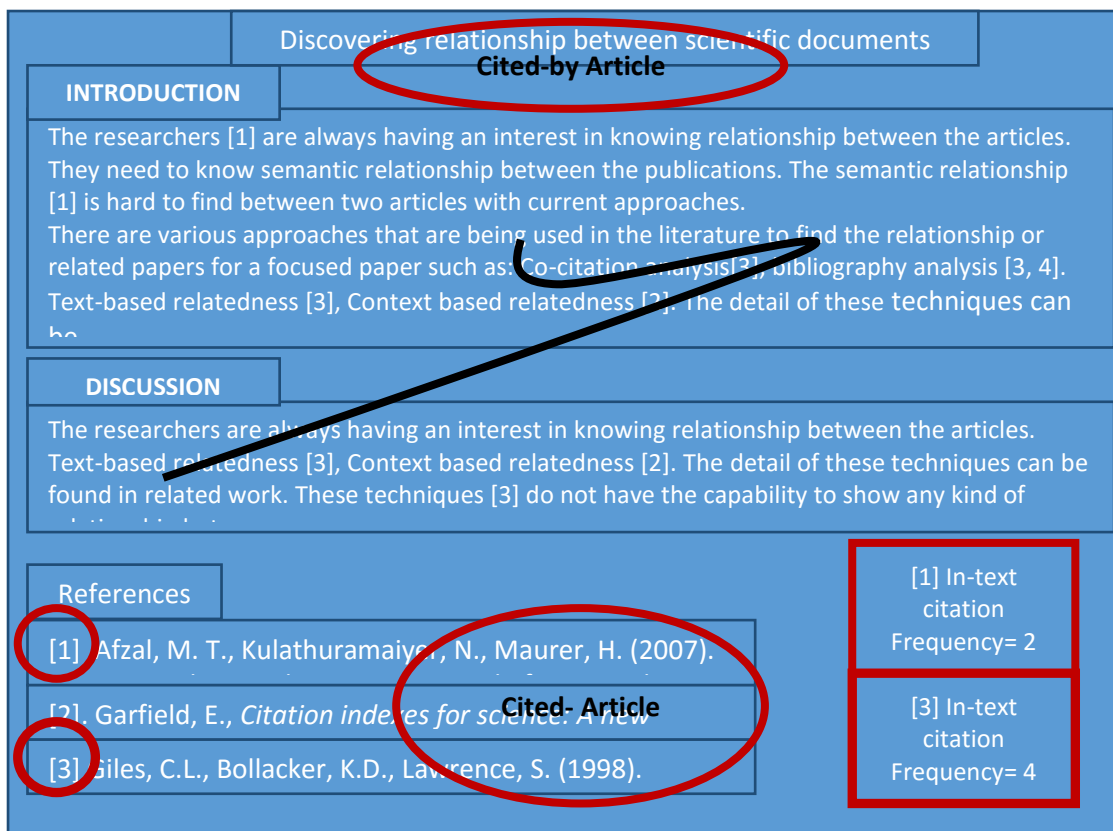 Discovering relationship between scientific documents
Cited-by Article
INTRODUCTION
The researchers [1] are always having an interest in knowing relationship between the articles.
They need to know semantic relationship between the publications. The semantic relationship
[1] is hard to find between two articles with current approaches.
There are various approaches that are being used in the literature to find the relationship or
related papers for a focused paper such as: Co-citation analysis[3], bibliography analysis [3, 4].
Text-based relatedness [3], Context based relatedness [2]. The detail of these techniques can
be
DISCUSSION
The researchers are always having an interest in knowing relationship between the articles.
Text-based relatedness [3], Context based relatedness [2]. The detail of these techniques can be
found in related work. These techniques [3] do not have the capability to show any kind of
References
[1]. Afzal, M. T., Kulathuramaiyer, N., Maurer, H. (2007).
[2]. Garfield, E., Citation indexes for science: A new
Cited- Article
[3] Giles, C.L., Bollacker, K.D., Lawrence, S. (1998).
[1] In-text
citation
Frequency= 2
[3] In-text
citation
Frequency= 4